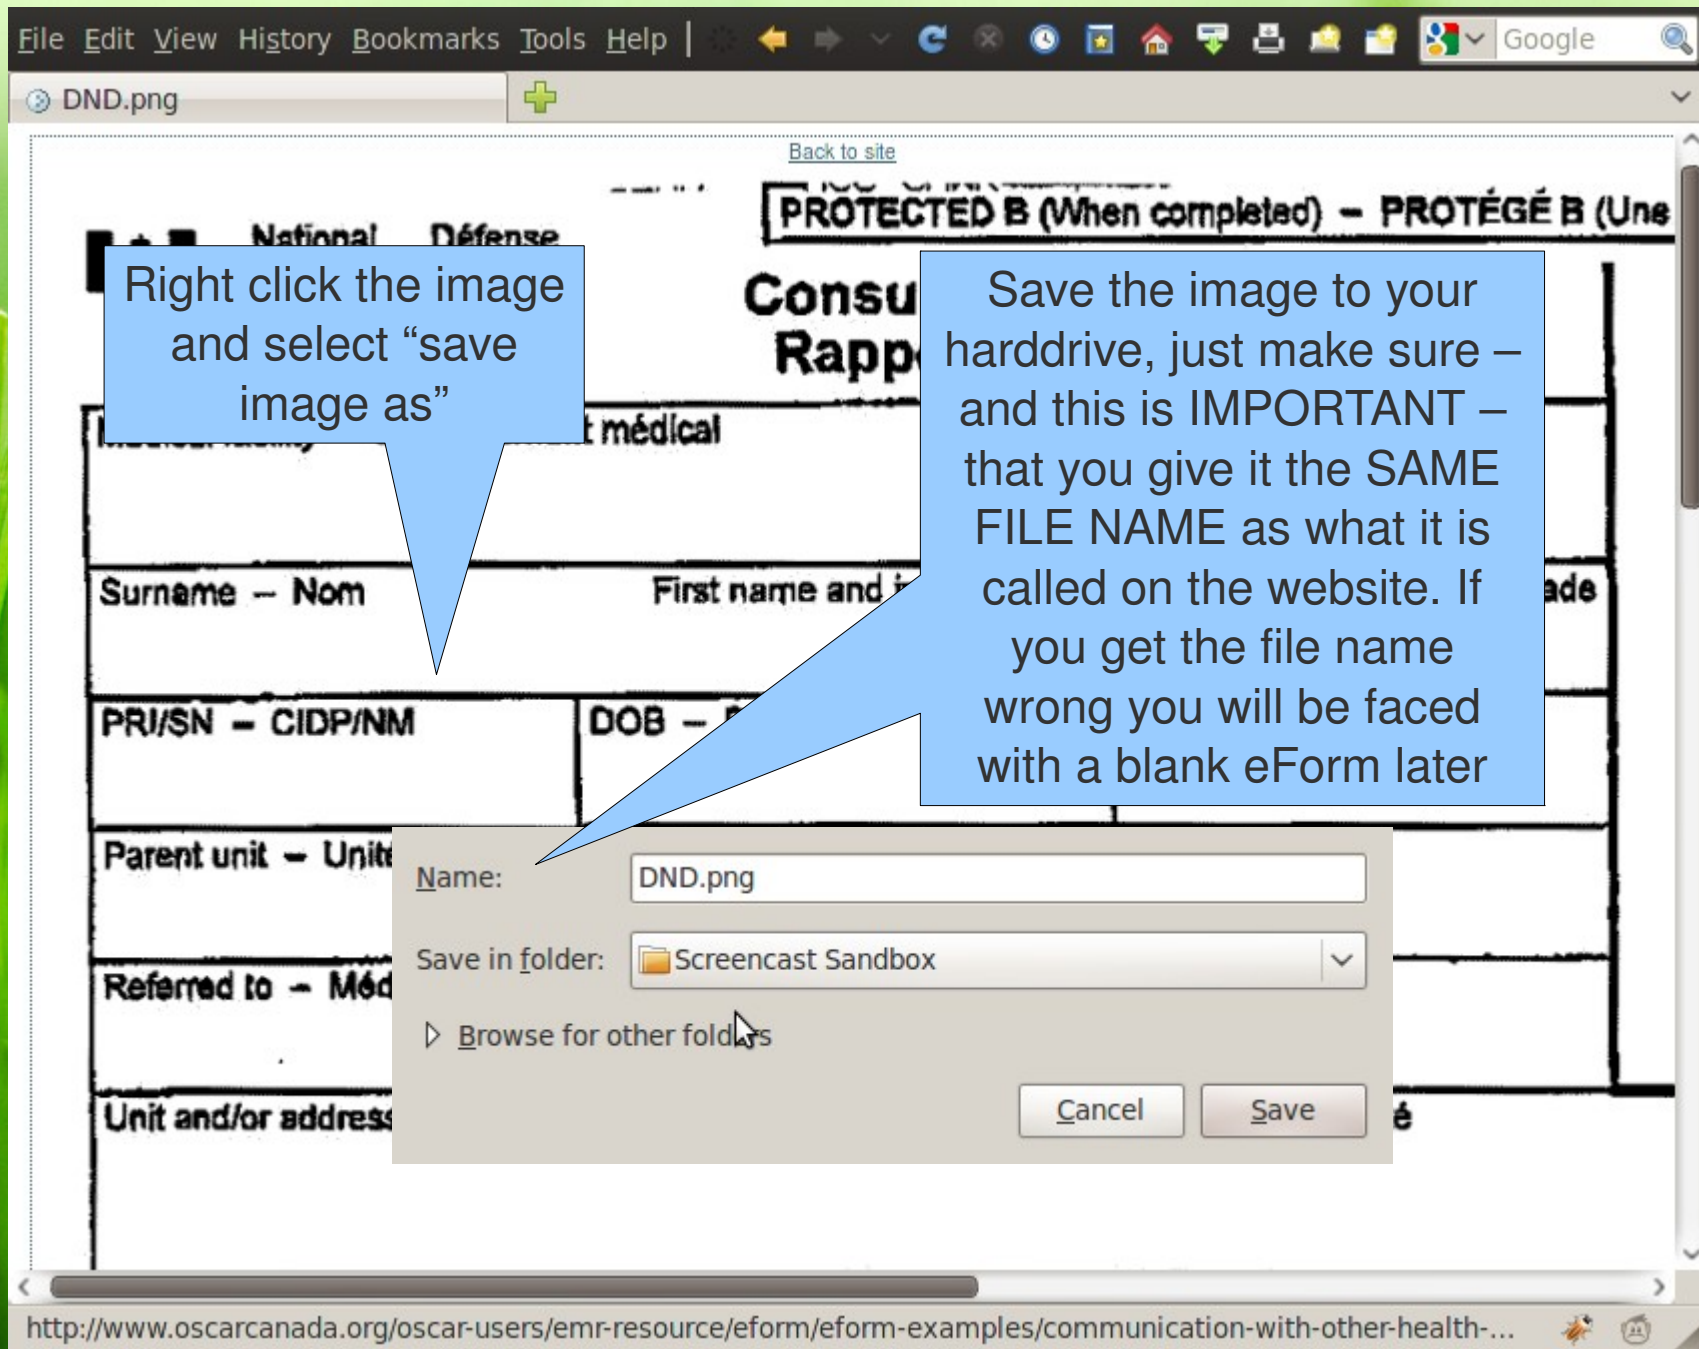 File Edit View History Bookmarks Tools Help | Google
DND.png
Back to site
PROTECTED B (When completed) – PROTÉGÉ B (Une
National Défense
Right click the image
and select “save
image as”
Consu
Rappo
Save the image to your
harddrive, just make sure –
and this is IMPORTANT –
that you give it the SAME
FILE NAME as what it is
called on the website. If
you get the file name
wrong you will be faced
with a blank eForm later
médical
Surname – Nom First name and
PRI/SN – CIDP/NM DOB –
Parent unit – Unité
Name: DND.png
Save in folder: Screencast Sandbox
Referred to – Méd
Browse for other folders
Unit and/or address
Cancel Save
http://www.oscarcanada.org/oscar-users/emr-resource/eform/eform-examples/communication-with-other-health-...